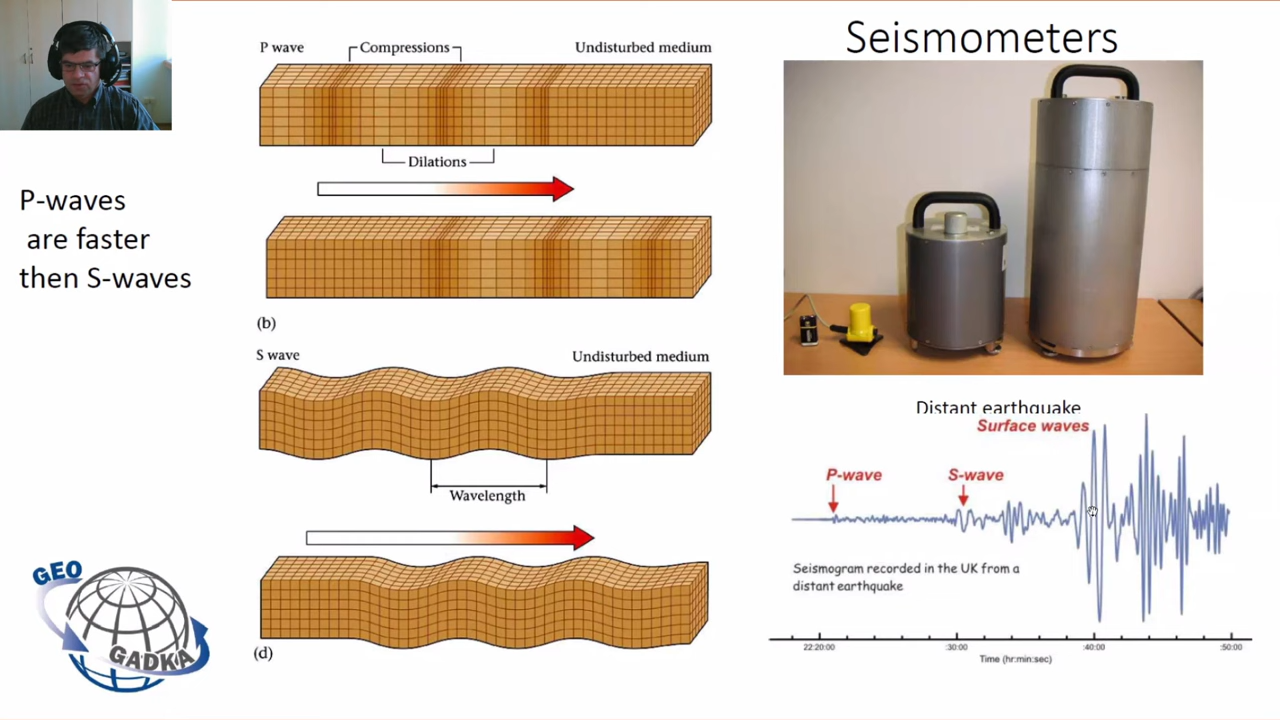 Seismometers
P wave
Compressions
Undisturbed medium
Dilations
P-waves
are faster
then S-waves
(b)
S wave
Undisturbed medium
Wavelength
(d)
GEO
GADKA
Distant earthquake
Surface waves
P-wave
S-wave
Seismogram recorded in the UK from a
distant earthquake
22:20:00
:30:00
:40:00
:50:00
Time (hr:min:sec)